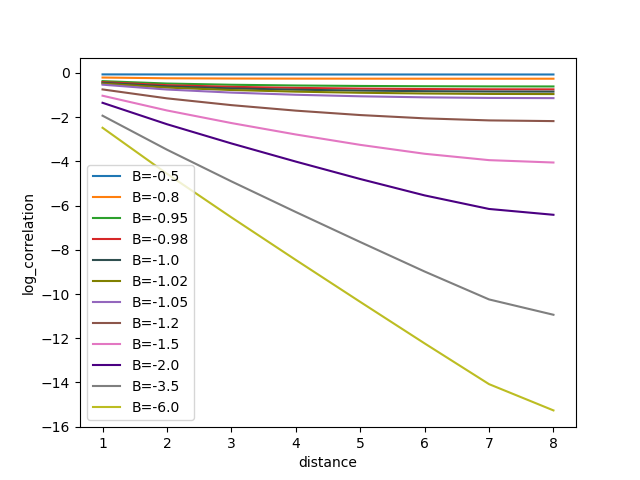 0
−2
−4
−6
−8
−10
−12
−14
−16
log_correlation
B=-0.5
B=-0.8
B=-0.95
B=-0.98
B=-1.0
B=-1.02
B=-1.05
B=-1.2
B=-1.5
B=-2.0
B=-3.5
B=-6.0
1 2 3 4 5 6 7 8
distance